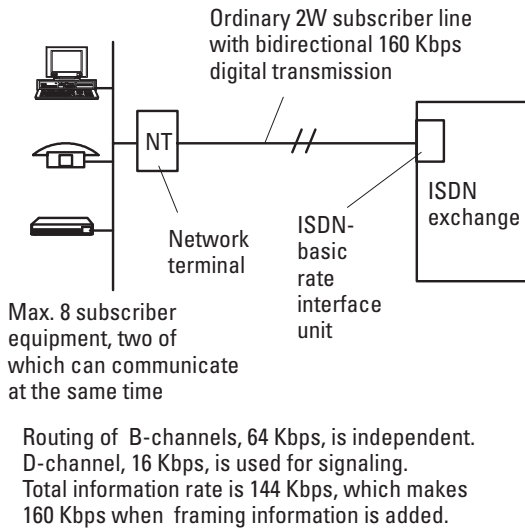 Ordinary 2W subscriber line
with bidirectional 160 Kbps
digital transmission
NT
ISDN
exchange
Network
terminal
ISDN-
basic
rate
interface
unit
Max. 8 subscriber
equipment, two of
which can communicate
at the same time
Routing of B-channels, 64 Kbps, is independent.
D-channel, 16 Kbps, is used for signaling.
Total information rate is 144 Kbps, which makes
160 Kbps when framing information is added.